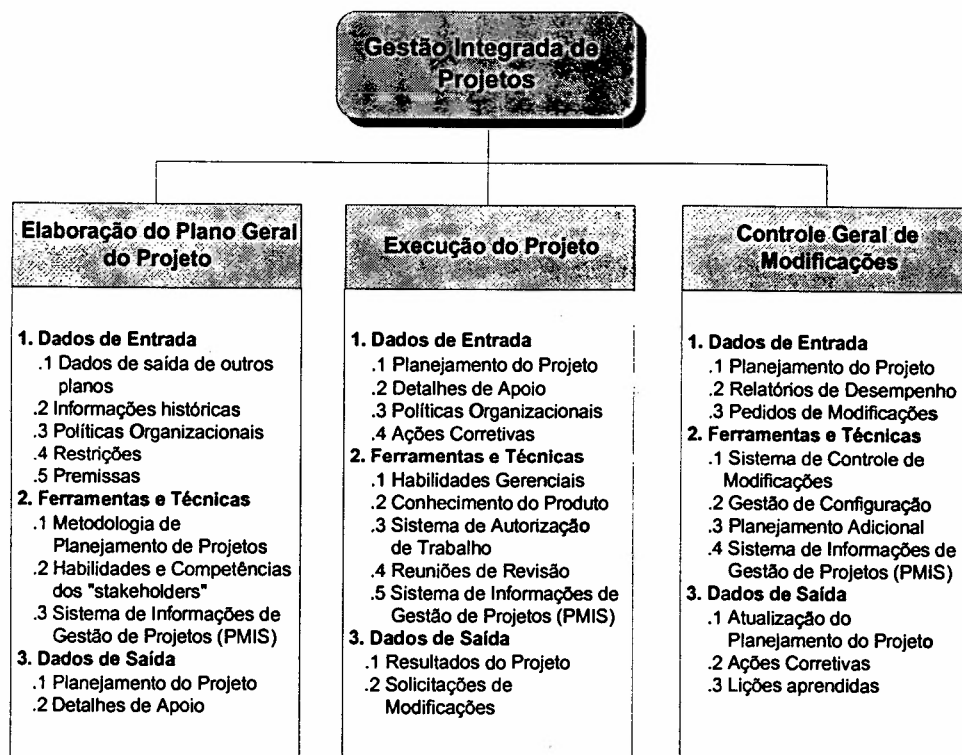 Gestão Integrada de
Projetos
Elaboração do Plano Geral
do Projeto
1. Dados de Entrada
.1 Dados de saída de outros
planos
.2 Informações históricas
.3 Políticas Organizacionais
.4 Restrições
.5 Premissas
2. Ferramentas e Técnicas
.1 Metodologia de
Planejamento de Projetos
.2 Habilidades e Competências
dos "stakeholders"
.3 Sistema de Informações de
Gestão de Projetos (PMIS)
3. Dados de Saída
.1 Planejamento do Projeto
.2 Detalhes de Apoio
Execução do Projeto
1. Dados de Entrada
.1 Planejamento do Projeto
.2 Detalhes de Apoio
.3 Políticas Organizacionais
.4 Ações Corretivas
2. Ferramentas e Técnicas
.1 Habilidades Gerenciais
.2 Conhecimento do Produto
.3 Sistema de Autorização
de Trabalho
.4 Reuniões de Revisão
.5 Sistema de Informações de
Gestão de Projetos (PMIS)
3. Dados de Saída
.1 Resultados do Projeto
.2 Solicitações de
Modificações
Controle Geral de
Modificações
1. Dados de Entrada
.1 Planejamento do Projeto
.2 Relatórios de Desempenho
.3 Pedidos de Modificações
2. Ferramentas e Técnicas
.1 Sistema de Controle de
Modificações
.2 Gestão de Configuração
.3 Planejamento Adicional
.4 Sistema de Informações de
Gestão de Projetos (PMIS)
3. Dados de Saída
.1 Atualização do
Planejamento do Projeto
.2 Ações Corretivas
.3 Lições aprendidas